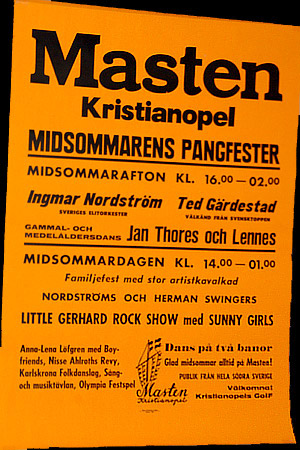 Masten
Kristianopel
MIDSOMMARENS PANGFESTER
MIDSOMMARAFTON KL. 16.00—02.00
Ingmar Nordström Ted Gärdestad
SVERIGES ELITORKESTER VÄLKÄND FRÅN SVENSKTOPPEN
GAMMAL- OCH
MEDELÅLDERSDANS Jan Thores och Lennes
MIDSOMMARDAGEN KL. 14.00—01.00
Familjefest med stor artistkavalkad
NORDSTRÖMS OCH HERMAN SWINGERS
LITTLE GERHARD ROCK SHOW med SUNNY GIRLS
Anna-Lena Löfgren med Boy-
friends, Nisse Ahlroths Revy,
Karlskrona Folkdanslag, Sång-
och musiktävlan, Olympia Festspel
Masten
Kristianopel
Dans på två banor
Glad midsommar alltid på Masten!
PUBLIK FRÅN HELA SÖDRA SVERIGE
Välkomna!
Kristianopels GoIF